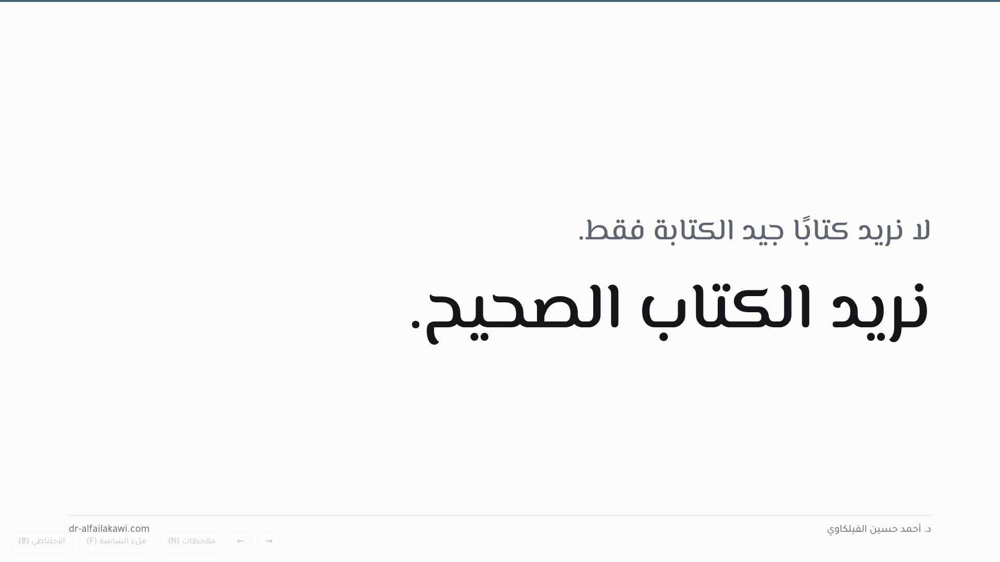 لا نريد كتابًا جيد الكتابة فقط.
نريد الكتاب الصحيح.
د. أحمد حسين الفيلكاوي
dr-alfailakawi.com
→
←
ملاحظات (N)
ملء الشاشة (F)
الاحتياطي (B)